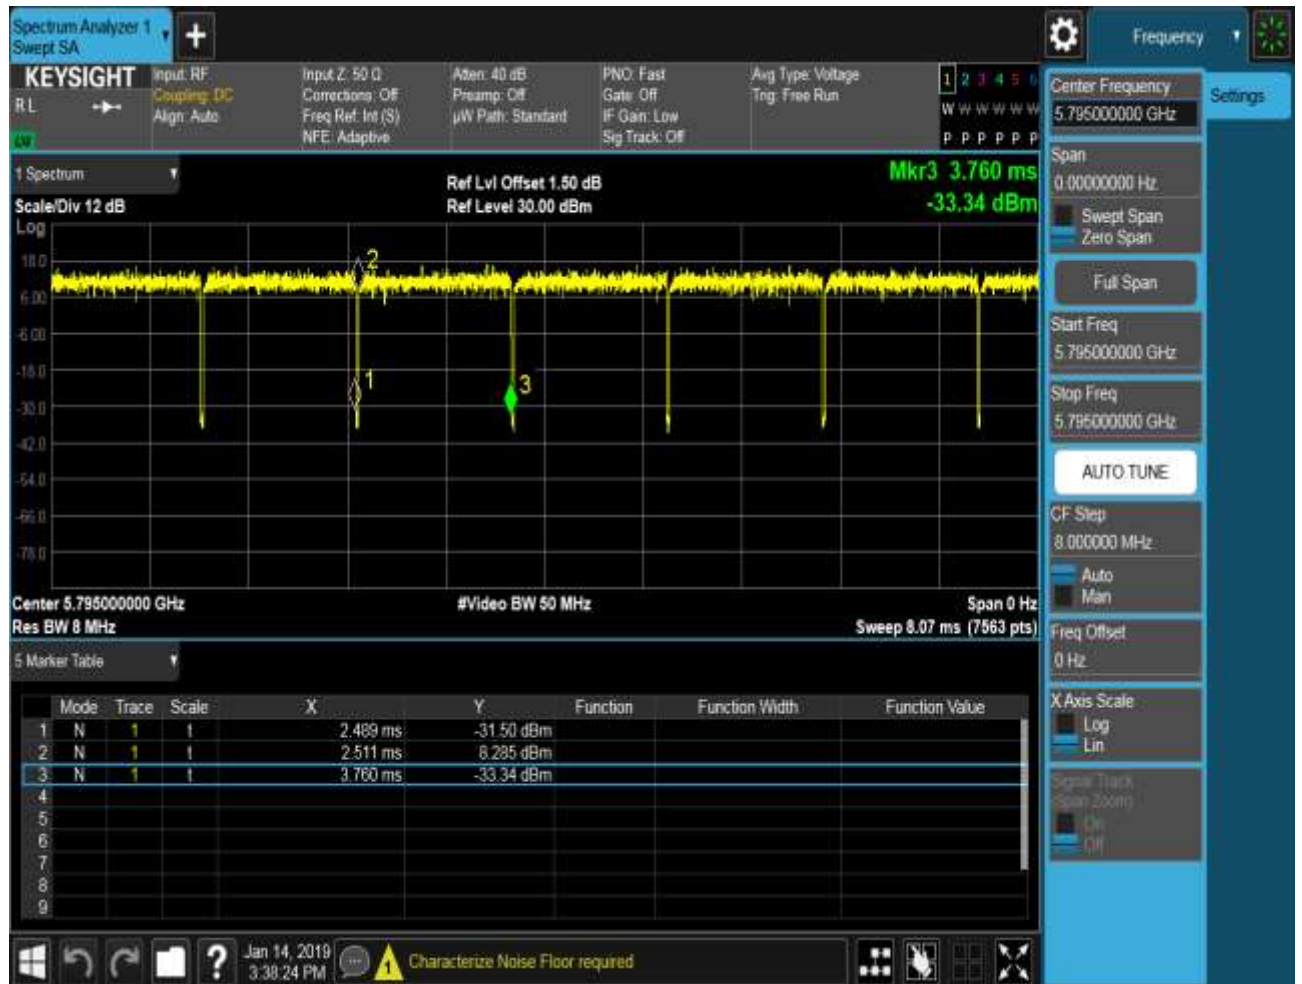 Spectrum Analyzer 1
Swept SA
Frequency
KEYSIGHT
RL
Input: RF
Coupling: DC
Align: Auto
Input Z: 50 Ω
Corrections: Off
Freq Ref: Int (S)
NFE: Adaptive
Atten: 40 dB
Preamp: Off
µW Path: Standard
PNO: Fast
Gate: Off
IF Gain: Low
Sig Track: Off
Avg Type: Voltage
Trig: Free Run
1 2 3 4 5 6
W W W W W W
P P P P P P
1 Spectrum
Scale/Div 12 dB
Ref Lvl Offset 1.50 dB
Ref Level 30.00 dBm
Mkr3 3.760 ms
-33.34 dBm
Log
18.0
6.00
-6.00
-18.0
-30.0
-42.0
-54.0
-66.0
-78.0
2
1
3
Center 5.795000000 GHz
#Video BW 50 MHz
Span 0 Hz
Res BW 8 MHz
Sweep 8.07 ms (7563 pts)
5 Marker Table
Mode Trace Scale X Y Function Function Width Function Value
1 N 1 t 2.489 ms -31.50 dBm
2 N 1 t 2.511 ms 8.285 dBm
3 N 1 t 3.760 ms -33.34 dBm
4
5
6
7
8
9
Jan 14, 2019
3:38:24 PM
1
Characterize Noise Floor required
Settings
Center Frequency
5.795000000 GHz
Span
0.00000000 Hz
Swept Span
Zero Span
Full Span
Start Freq
5.795000000 GHz
Stop Freq
5.795000000 GHz
AUTO TUNE
CF Step
8.000000 MHz
Auto
Man
Freq Offset
0 Hz
X Axis Scale
Log
Lin
Signal Track
(Span Zoom)
On
Off